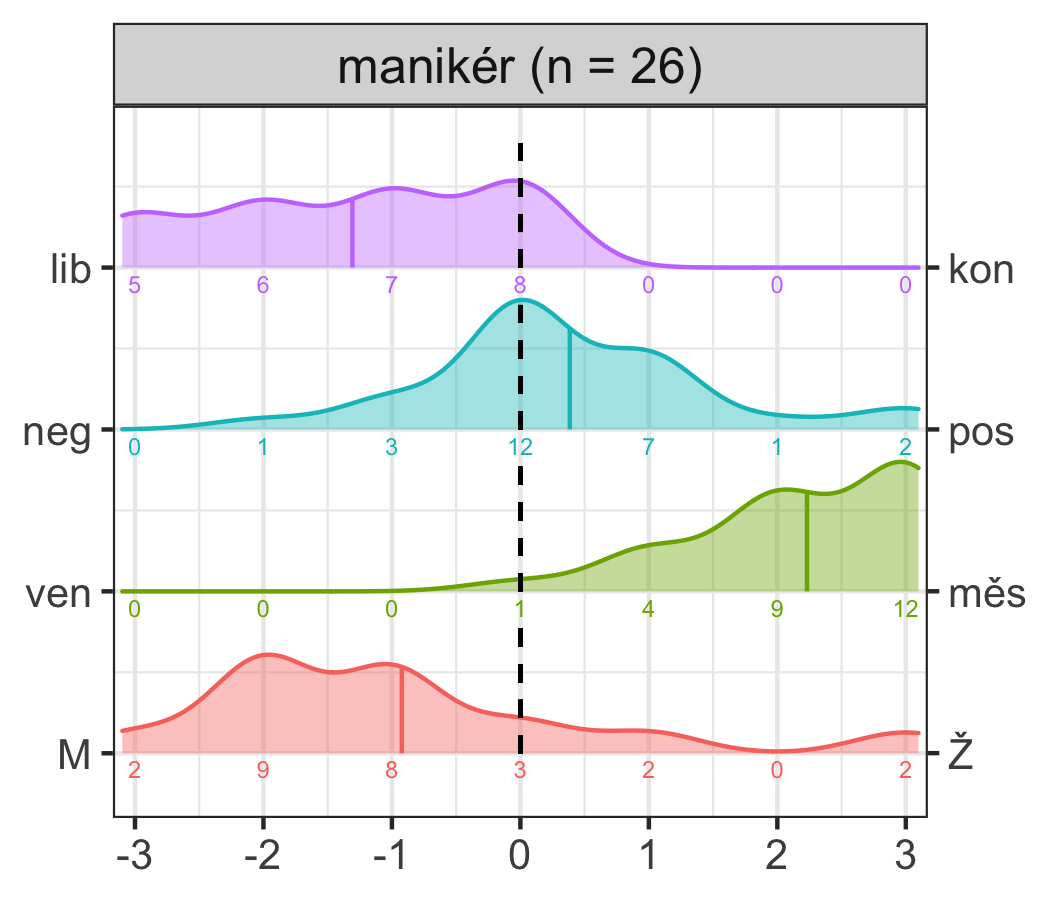 manikér (n = 26)
lib kon
5 6 7 8 0 0 0
neg pos
0 1 3 12 7 1 2
ven měs
0 0 0 1 4 9 12
M Ž
2 9 8 3 2 0 2
-3 -2 -1 0 1 2 3